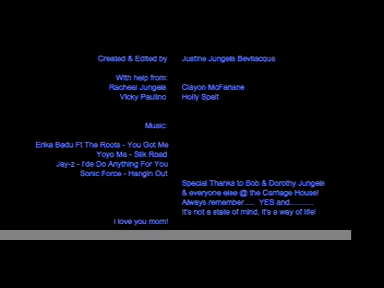 Created & Edited by Justine Jungels Bevilacqua
With help from:
Racheal Jungels Clayon McFarlane
Vicky Paulino Holly Spalt
Music:
Erika Badu Ft The Roots - You Got Me
Yoyo Ma - Silk Road
Jay-z - I'de Do Anything For You
Sonic Force - Hangin Out
Special Thanks to Bob & Dorothy Jungels
& everyone else @ the Carriage House!
Always remember..... YES and............
it's not a state of mind, it's a way of life!
I love you mom!